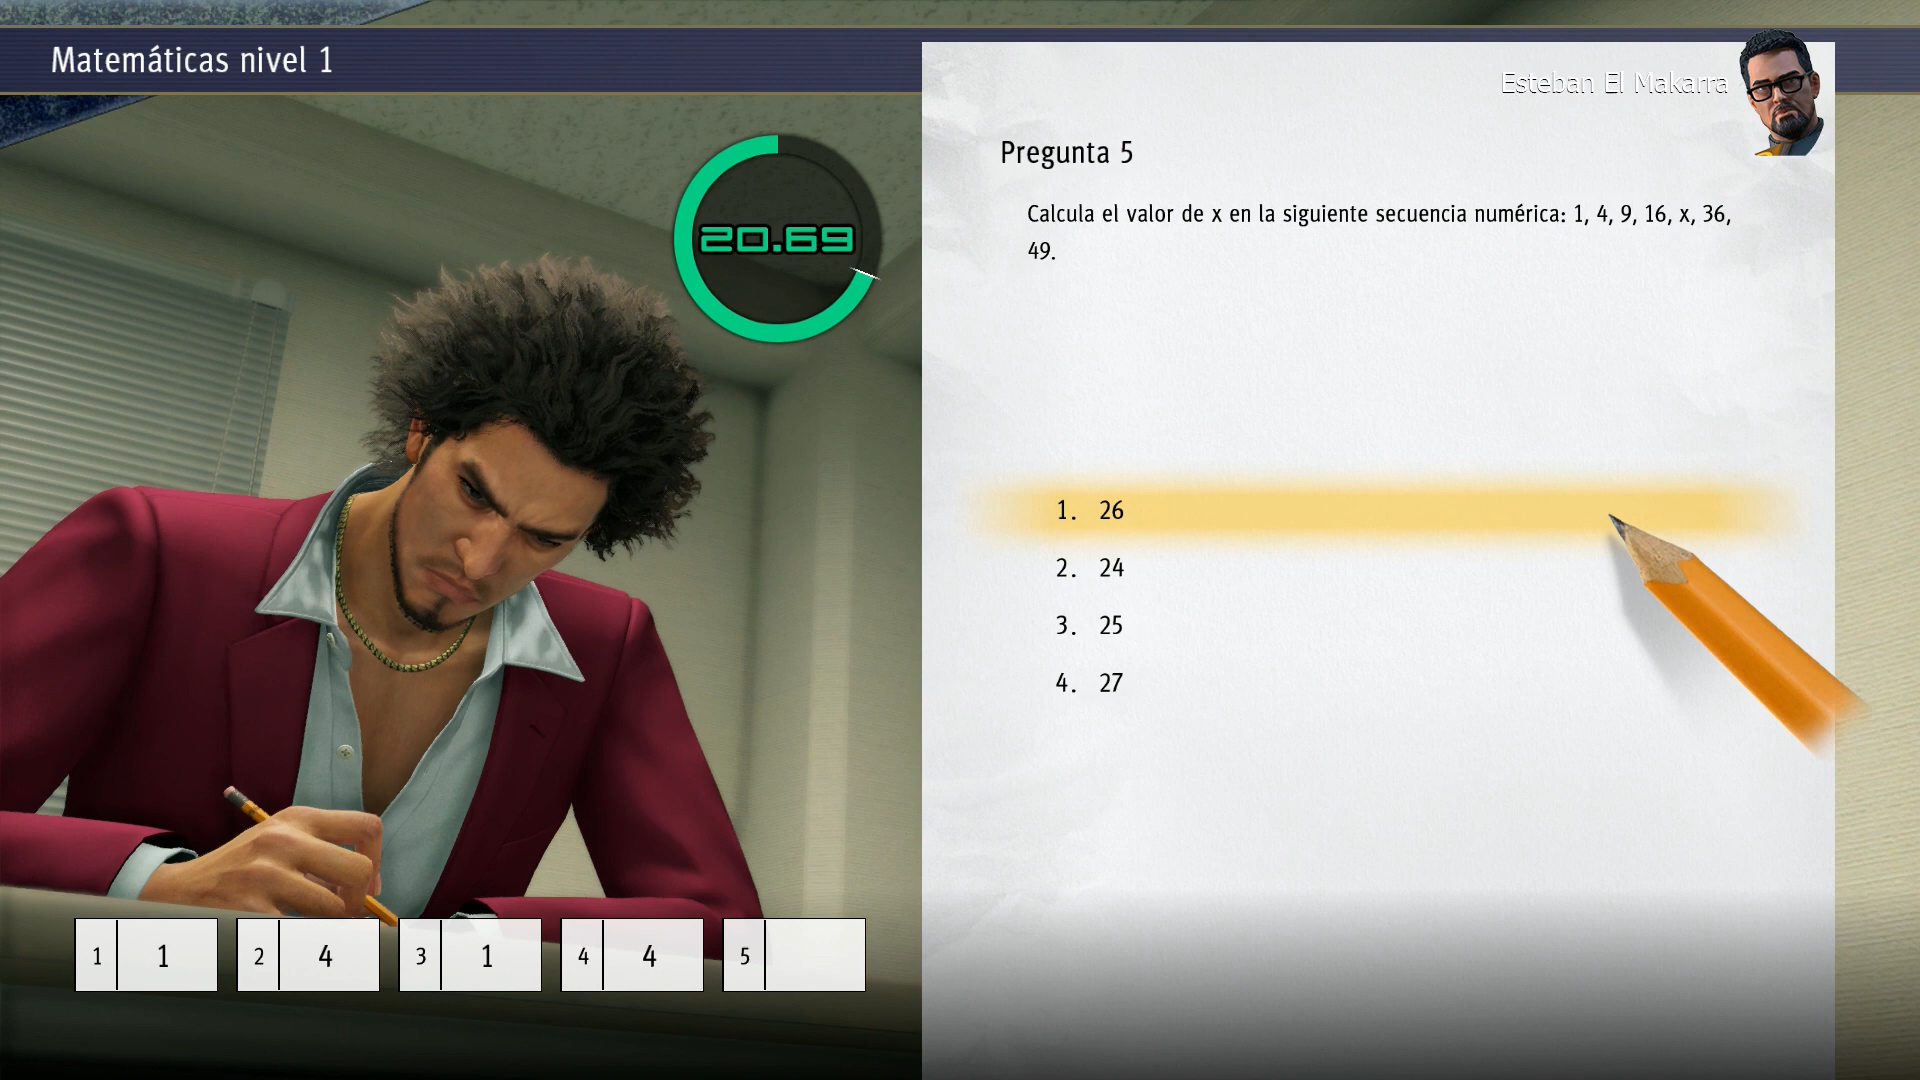 Matemáticas nivel 1
Esteban El Makarra
20.69
Pregunta 5
Calcula el valor de x en la siguiente secuencia numérica: 1, 4, 9, 16, x, 36,
49.
1. 26
2. 24
3. 25
4. 27
1 1 2 4 3 1 4 4 5